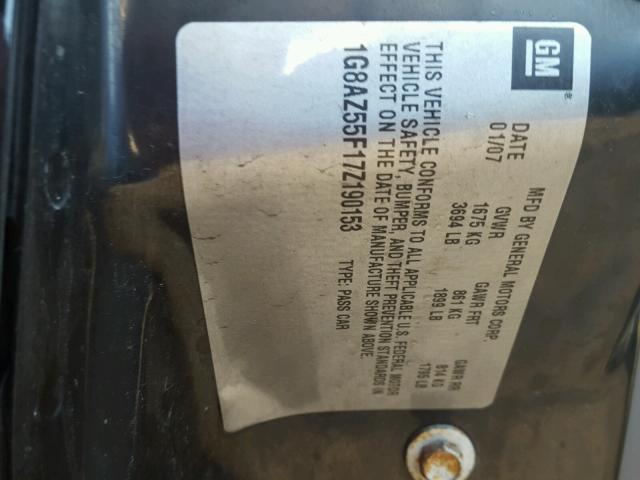 GM®
MFD BY GENERAL MOTORS CORP.
DATE GVWR GAWR FRT GAWR RR
01/07 1675 KG 861 KG 814 KG
3694 LB 1899 LB 1795 LB
THIS VEHICLE CONFORMS TO ALL APPLICABLE U.S. FEDERAL MOTOR
VEHICLE SAFETY, BUMPER, AND THEFT PREVENTION STANDARDS IN
EFFECT ON THE DATE OF MANUFACTURE SHOWN ABOVE.
1G8AZ55F17Z190153 TYPE: PASS CAR